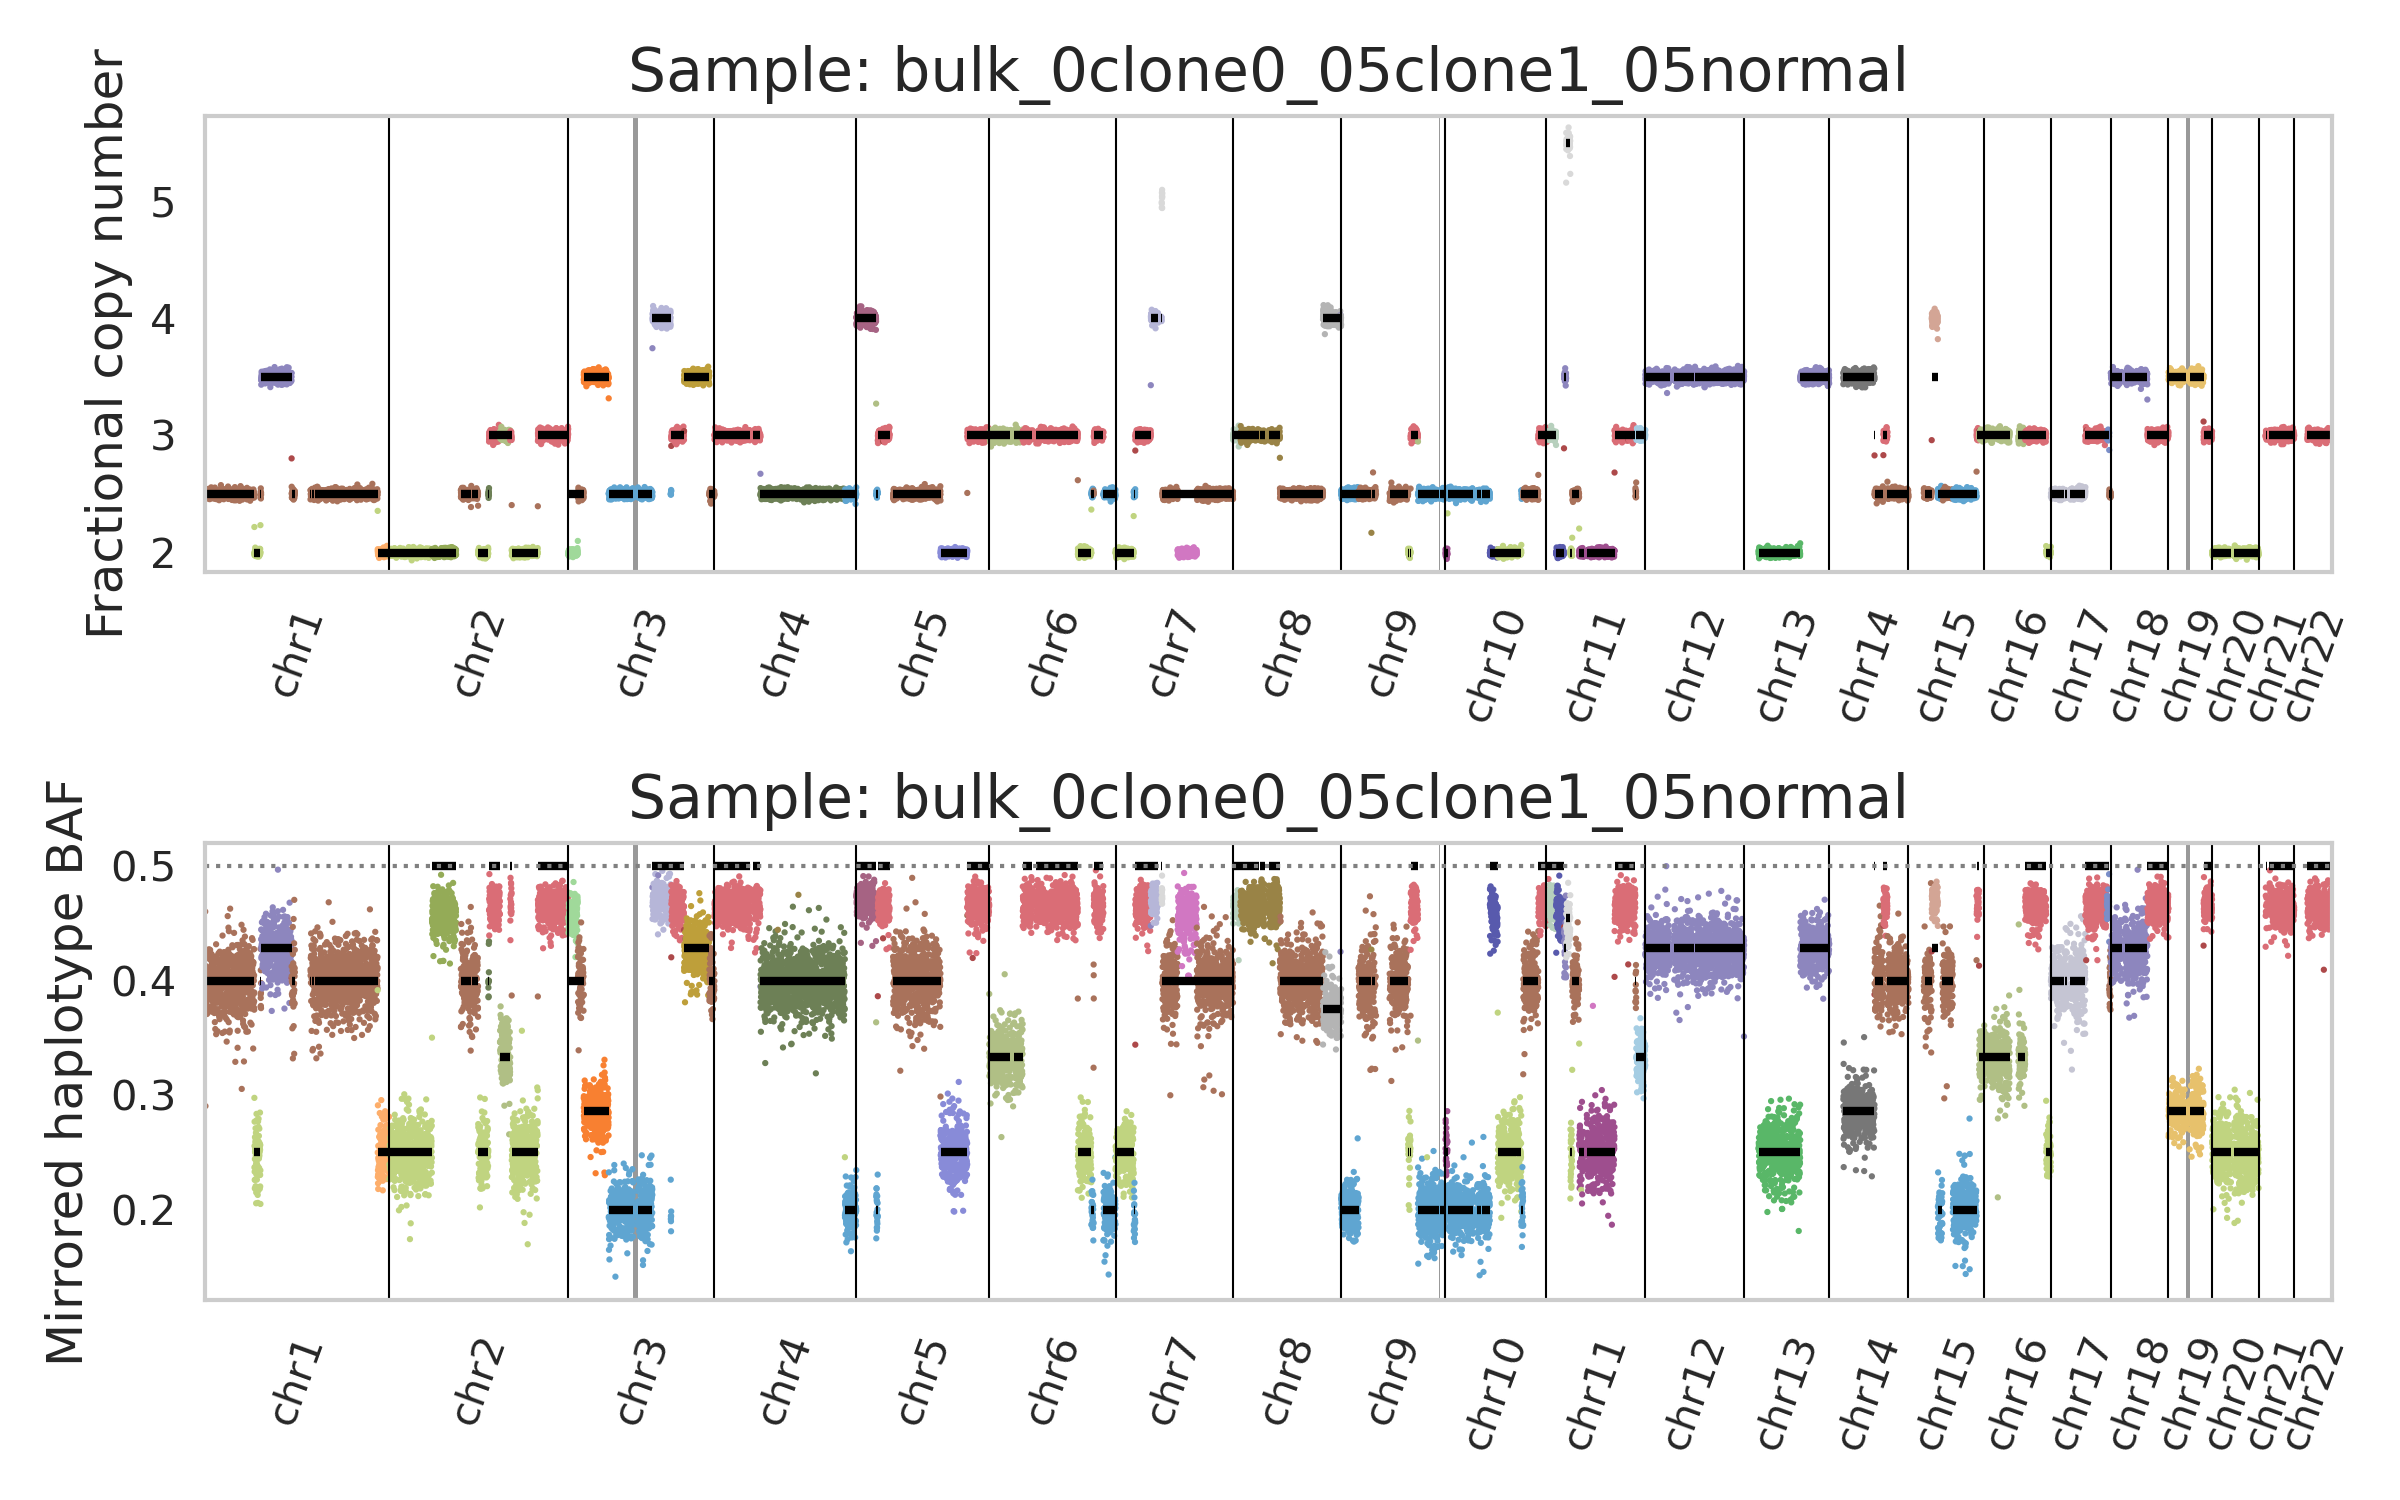 Sample: bulk_0clone0_05clone1_05normal
Fractional copy number
5
4
3
2
chr1
chr2
chr3
chr4
chr5
chr6
chr7
chr8
chr9
chr10
chr11
chr12
chr13
chr14
chr15
chr16
chr17
chr18
chr19
chr20
chr21
chr22
Sample: bulk_0clone0_05clone1_05normal
Mirrored haplotype BAF
0.5
0.4
0.3
0.2
chr1
chr2
chr3
chr4
chr5
chr6
chr7
chr8
chr9
chr10
chr11
chr12
chr13
chr14
chr15
chr16
chr17
chr18
chr19
chr20
chr21
chr22